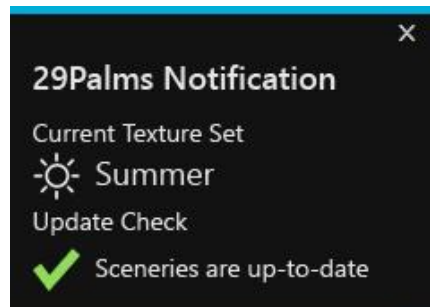 29Palms Notification
Current Texture Set
Summer
Update Check
Sceneries are up-to-date